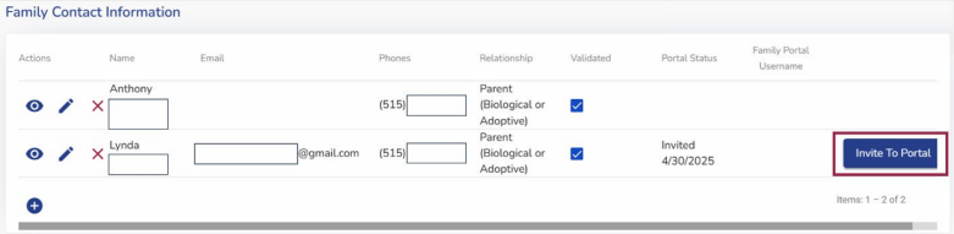 Family Contact Information
Actions Name Email Phones Relationship Validated Portal Status Family Portal
Username
Anthony
(515)
Parent
(Biological or
Adoptive)
Lynda
@gmail.com
(515)
Parent
(Biological or
Adoptive)
Invited
4/30/2025
Invite To Portal
Items: 1 – 2 of 2